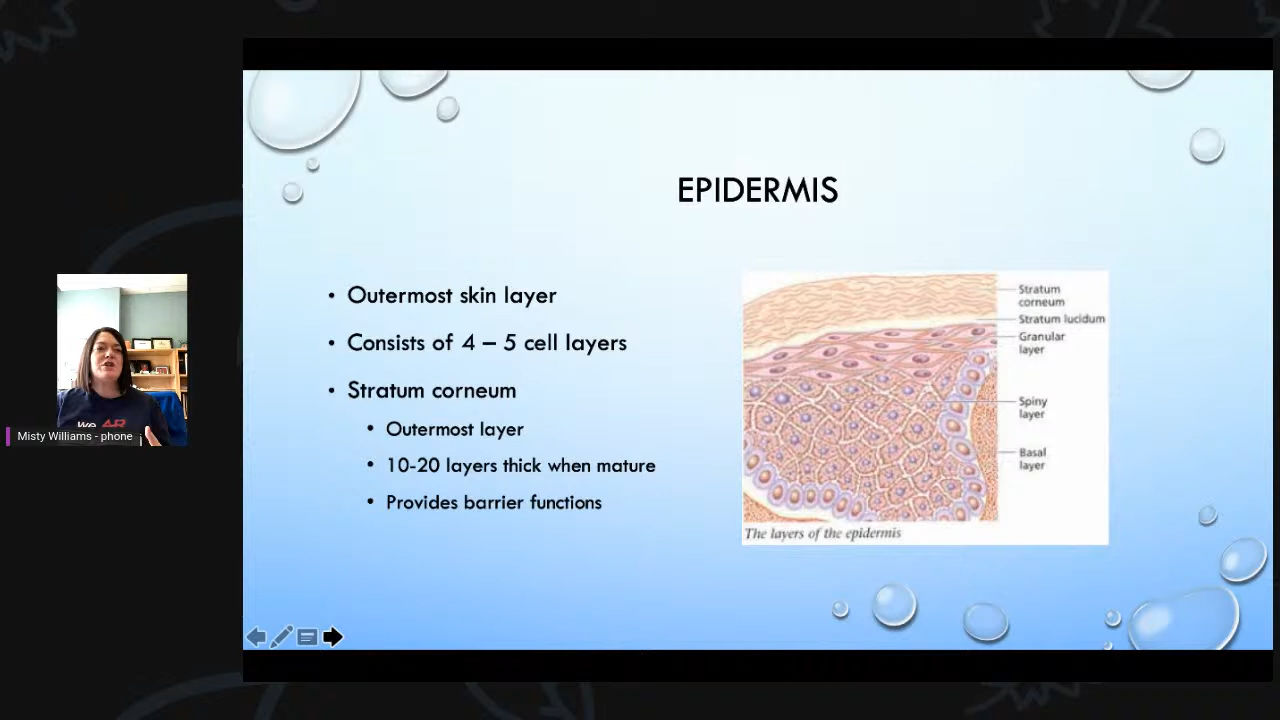 EPIDERMIS
• Outermost skin layer
• Consists of 4 – 5 cell layers
• Stratum corneum
• Outermost layer
• 10-20 layers thick when mature
• Provides barrier functions
Stratum
corneum
Stratum lucidum
Granular
layer
Spiny
layer
Basal
layer
The layers of the epidermis
We AR
Misty Williams - phone